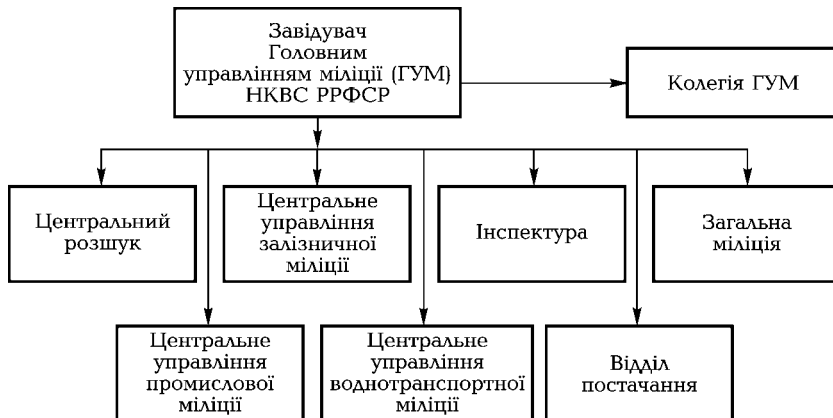 Завідувач
Головним
управлінням міліції (ГУМ)
НКВС РРФСР
Колегія ГУМ
Центральний
розшук
Центральне
управління
залізничної
міліції
Інспектура
Загальна
міліція
Центральне
управління
промислової
міліції
Центральне
управління
воднотранспортної
міліції
Відділ
постачання